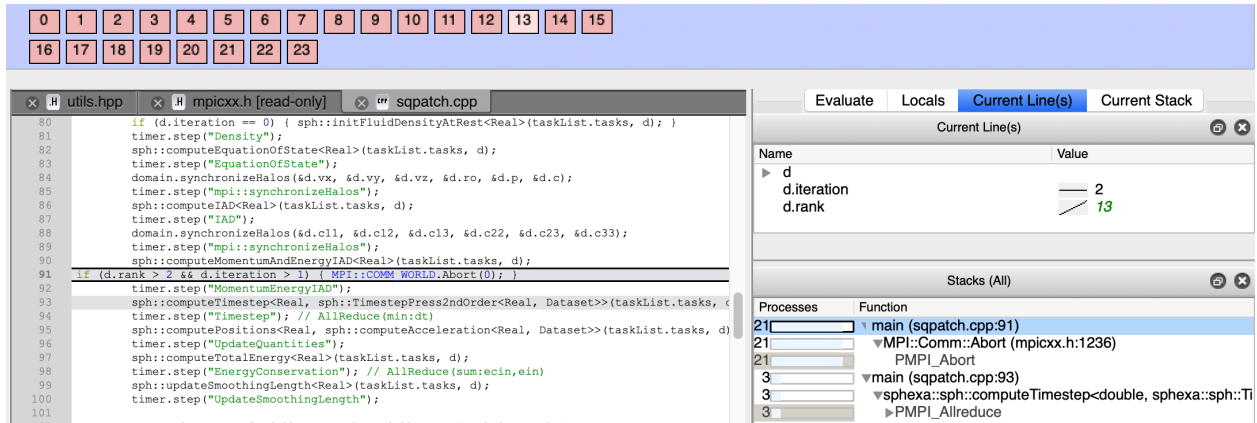 0 1 2 3 4 5 6 7 8 9 10 11 12 13 14 15
16 17 18 19 20 21 22 23
.H utils.hpp .H mpicxx.h [read-only] sqpatch.cpp
80 if (d.iteration == 0) { sph::initFluidDensityAtRest<Real>(taskList.tasks, d); }
81 timer.step("Density");
82 sph::computeEquationOfState<Real>(taskList.tasks, d);
83 timer.step("EquationOfState");
84 domain.synchronizeHalos(&d.vx, &d.vy, &d.vz, &d.ro, &d.p, &d.c);
85 timer.step("mpi::synchronizeHalos");
86 sph::computeIAD<Real>(taskList.tasks, d);
87 timer.step("IAD");
88 domain.synchronizeHalos(&d.c11, &d.c12, &d.c13, &d.c22, &d.c23, &d.c33);
89 timer.step("mpi::synchronizeHalos");
90 sph::computeMomentumAndEnergyIAD<Real>(taskList.tasks, d);
91 if (d.rank > 2 && d.iteration > 1) { MPI::COMM_WORLD.Abort(0); }
92 timer.step("MomentumEnergyIAD");
93 sph::computeTimestep<Real, sph::TimestepPress2ndOrder<Real, Dataset>>(taskList.tasks,
94 timer.step("Timestep"); // AllReduce(min:dt)
95 sph::computePositions<Real, sph::computeAcceleration<Real, Dataset>>(taskList.tasks, d)
96 timer.step("UpdateQuantities");
97 sph::computeTotalEnergy<Real>(taskList.tasks, d);
98 timer.step("EnergyConservation"); // AllReduce(sum:ecin,ein)
99 sph::updateSmoothingLength<Real>(taskList.tasks, d);
100 timer.step("UpdateSmoothingLength");
101
Evaluate Locals Current Line(s) Current Stack
Current Line(s)
Name Value
d
d.iteration 2
d.rank 13
Stacks (All)
Processes Function
21 main (sqpatch.cpp:91)
21 MPI::Comm::Abort (mpicxx.h:1236)
21 PMPI_Abort
3 main (sqpatch.cpp:93)
3 sphexa::sph::computeTimestep<double, sphexa::sph::Ti
3 PMPI_Allreduce